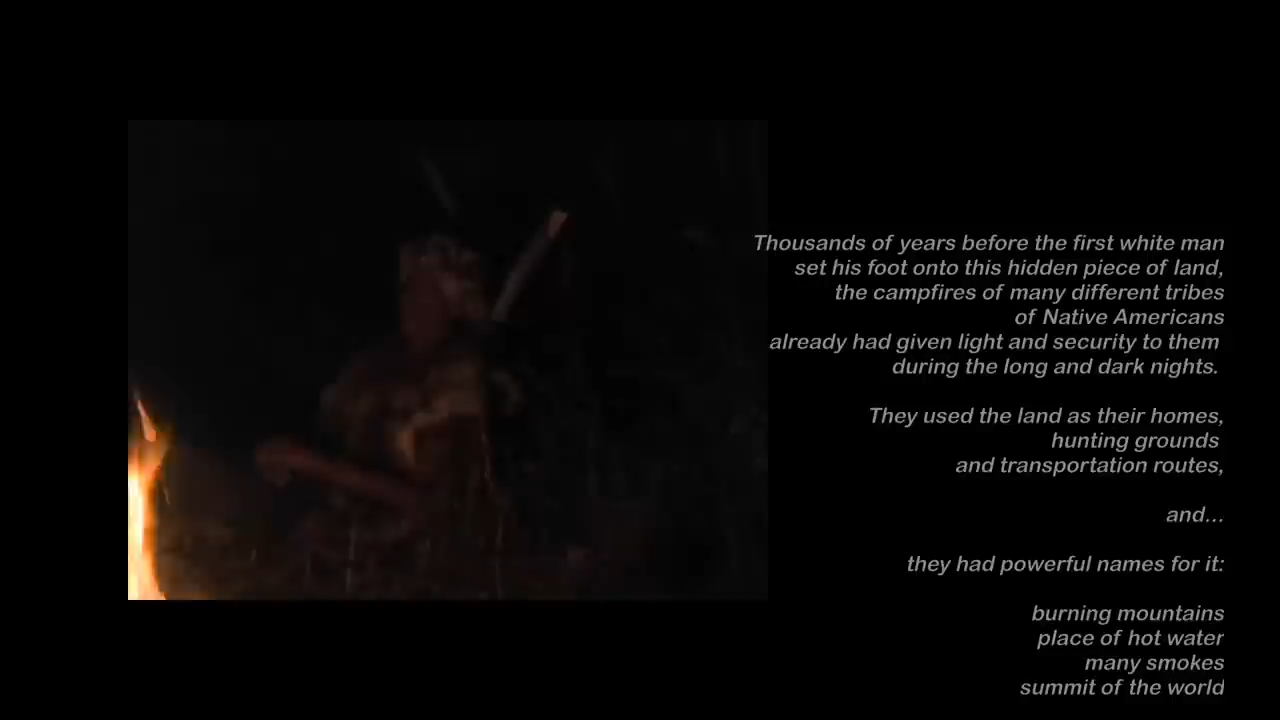 Thousands of years before the first white man
set his foot onto this hidden piece of land,
the campfires of many different tribes
of Native Americans
already had given light and security to them
during the long and dark nights.
They used the land as their homes,
hunting grounds
and transportation routes,
and...
they had powerful names for it:
burning mountains
place of hot water
many smokes
summit of the world